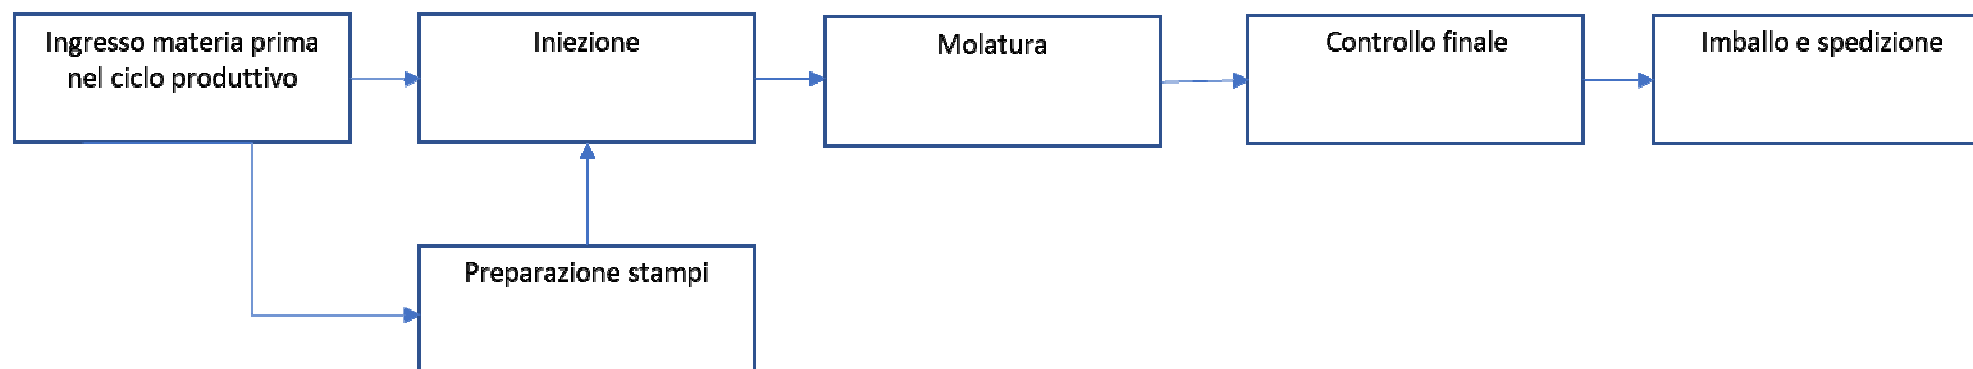 Ingresso materia prima
nel ciclo produttivo
Iniezione
Molatura
Controllo finale
Imballo e spedizione
Preparazione stampi